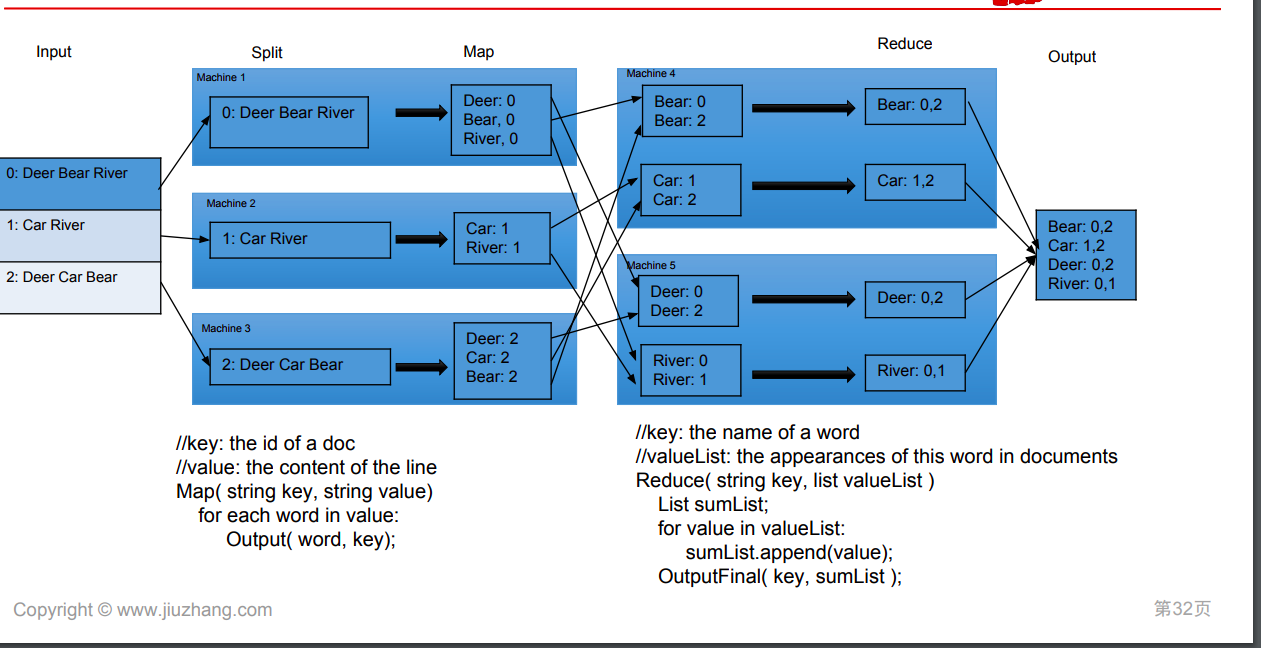 Input
Split
Map
Reduce
Output
0: Deer Bear River
1: Car River
2: Deer Car Bear
Machine 1
0: Deer Bear River
Deer: 0
Bear, 0
River, 0
Machine 2
1: Car River
Car: 1
River: 1
Machine 3
2: Deer Car Bear
Deer: 2
Car: 2
Bear: 2
Machine 4
Bear: 0
Bear: 2
Bear: 0,2
Car: 1
Car: 2
Car: 1,2
Machine 5
Deer: 0
Deer: 2
Deer: 0,2
River: 0
River: 1
River: 0,1
Bear: 0,2
Car: 1,2
Deer: 0,2
River: 0,1
//key: the id of a doc
//value: the content of the line
Map( string key, string value)
for each word in value:
Output( word, key);
//key: the name of a word
//valueList: the appearances of this word in documents
Reduce( string key, list valueList )
List sumList;
for value in valueList:
sumList.append(value);
OutputFinal( key, sumList );
Copyright © www.jiuzhang.com
第32页